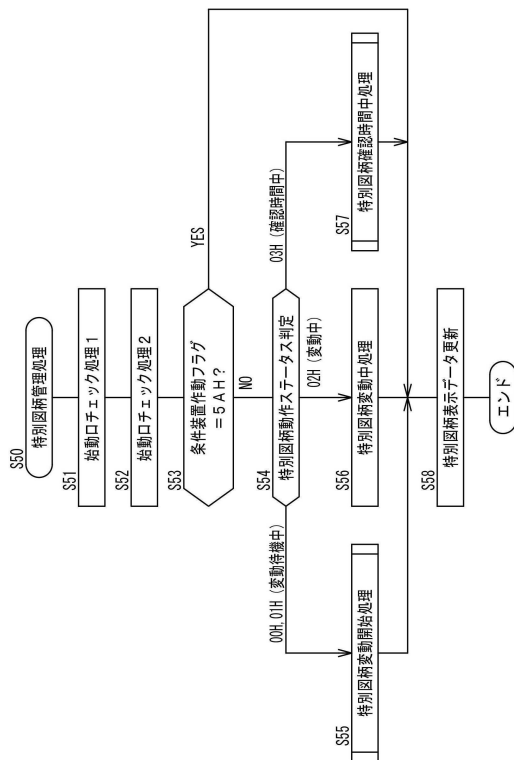 S50
特別図柄管理処理
S51
始動口チェック処理1
S52
始動口チェック処理2
S53
条件装置作動フラグ
=5AH?
YES
NO
S54
特別図柄動作ステータス判定
00H,01H(変動待機中)
02H(変動中)
03H(確認時間中)
S55
特別図柄変動開始処理
S56
特別図柄変動中処理
S57
特別図柄確認時間中処理
S58
特別図柄表示データ更新
エンド